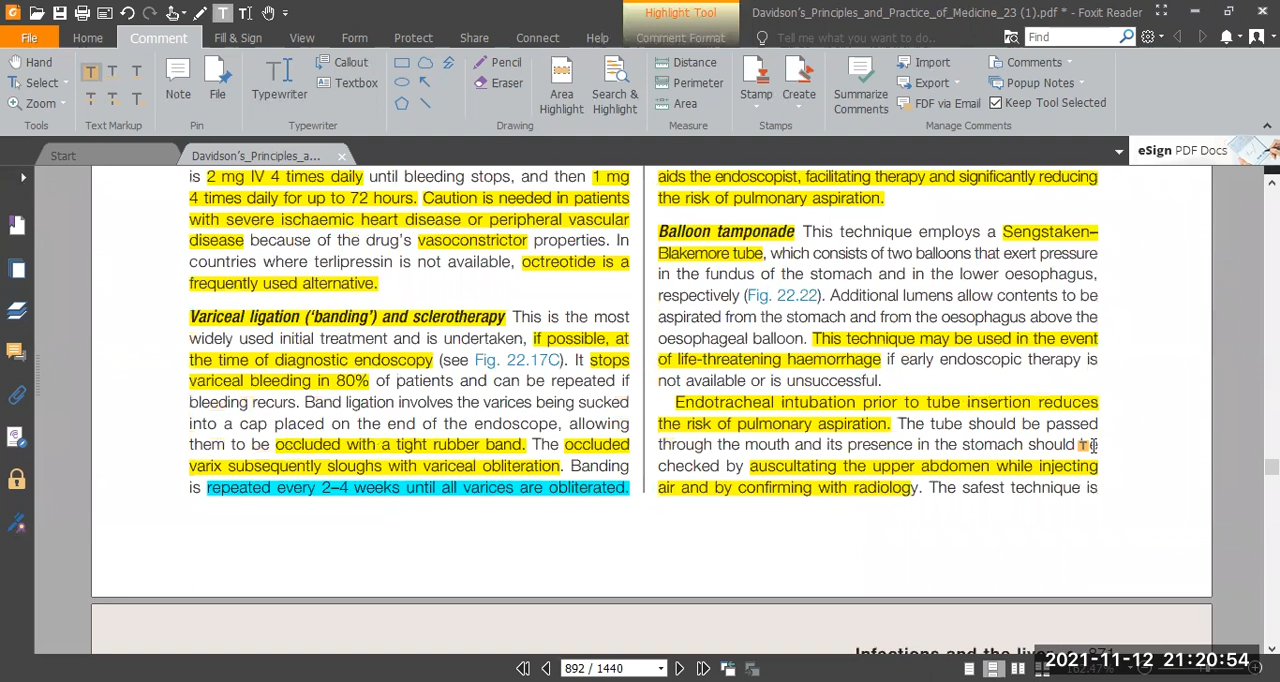 Highlight Tool
Davidson's_Principles_and_Practice_of_Medicine_23 (1).pdf * - Foxit Reader
File
Home
Comment
Fill & Sign
View
Form
Protect
Share
Connect
Help
Comment Format
Tell me what you want to do..
Find
Hand
Select
Zoom
Tools
Text Markup
Note
File
Pin
Typewriter
Callout
Textbox
Typewriter
Pencil
Eraser
Drawing
Area
Highlight
Search &
Highlight
Distance
Perimeter
Area
Measure
Stamp
Create
Stamps
Summarize
Comments
Import
Export
FDF via Email
Comments
Popup Notes
Keep Tool Selected
Manage Comments
Start
Davidson's_Principles_a...
eSign PDF Docs
is 2 mg IV 4 times daily until bleeding stops, and then 1 mg
4 times daily for up to 72 hours. Caution is needed in patients
with severe ischaemic heart disease or peripheral vascular
disease because of the drug's vasoconstrictor properties. In
countries where terlipressin is not available, octreotide is a
frequently used alternative.
Variceal ligation ('banding') and sclerotherapy This is the most
widely used initial treatment and is undertaken, if possible, at
the time of diagnostic endoscopy (see Fig. 22.17C). It stops
variceal bleeding in 80% of patients and can be repeated if
bleeding recurs. Band ligation involves the varices being sucked
into a cap placed on the end of the endoscope, allowing
them to be occluded with a tight rubber band. The occluded
varix subsequently sloughs with variceal obliteration. Banding
is repeated every 2–4 weeks until all varices are obliterated.
aids the endoscopist, facilitating therapy and significantly reducing
the risk of pulmonary aspiration.
Balloon tamponade This technique employs a Sengstaken–
Blakemore tube, which consists of two balloons that exert pressure
in the fundus of the stomach and in the lower oesophagus,
respectively (Fig. 22.22). Additional lumens allow contents to be
aspirated from the stomach and from the oesophagus above the
oesophageal balloon. This technique may be used in the event
of life-threatening haemorrhage if early endoscopic therapy is
not available or is unsuccessful.
Endotracheal intubation prior to tube insertion reduces
the risk of pulmonary aspiration. The tube should be passed
through the mouth and its presence in the stomach should
checked by auscultating the upper abdomen while injecting
air and by confirming with radiology. The safest technique is
892 / 1440
2021-11-12 21:20:54